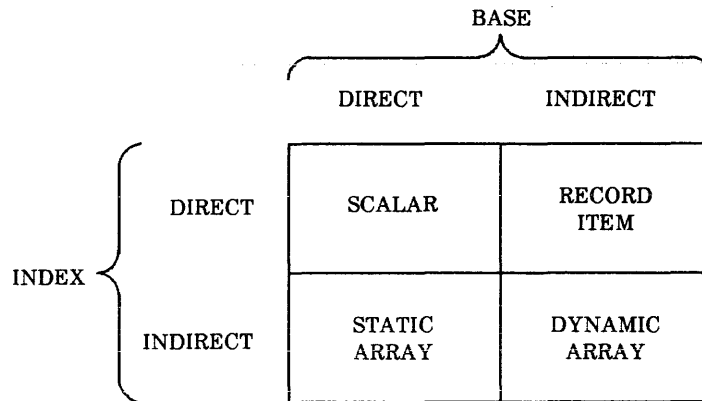 BASE
DIRECT INDIRECT
DIRECT SCALAR RECORD
ITEM
INDEX
INDIRECT STATIC DYNAMIC
ARRAY ARRAY